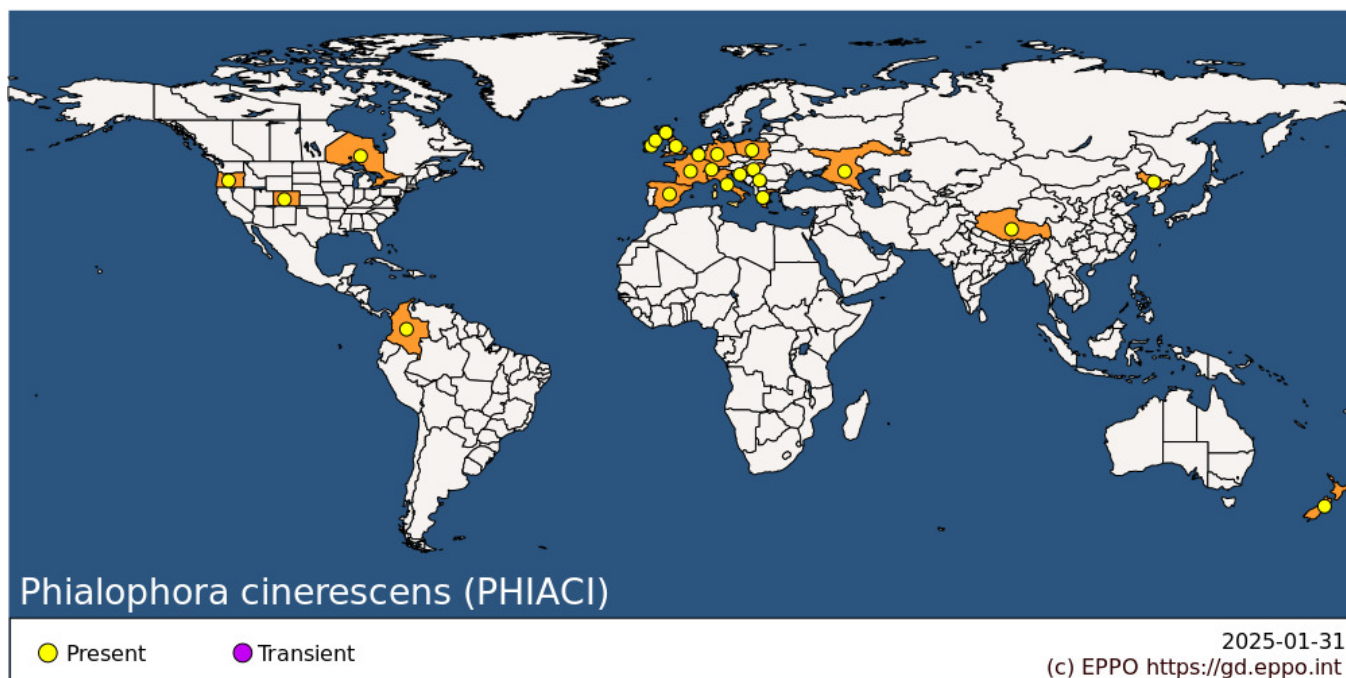 Phialophora cinerescens (PHIACI)
Present
Transient
2025-01-31
(c) EPPO https://gd.eppo.int